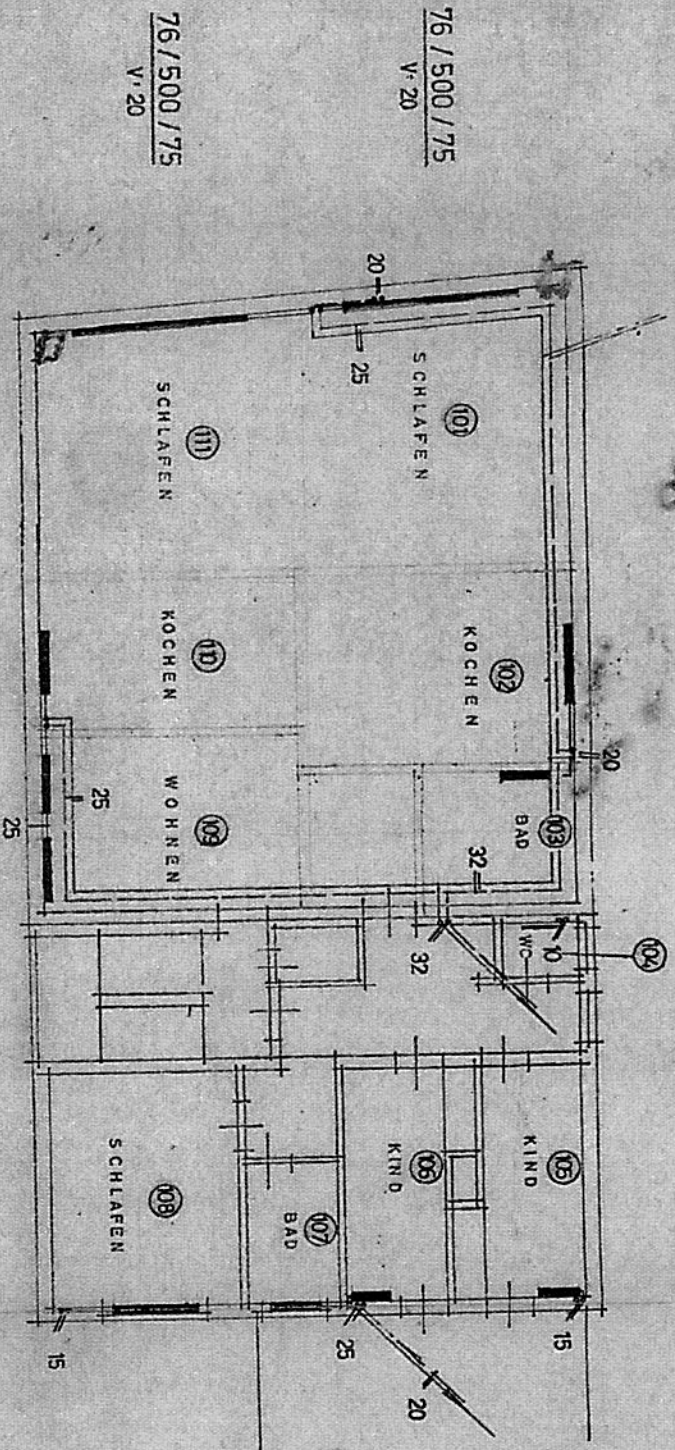 76 / 500 / 75
V: 20
76 / 500 / 75
V: 20
20
25
101
SCHLAFEN
111
SCHLAFEN
102
KOCHEN
110
KOCHEN
20
103
BAD
32
109
WOHNEN
25
25
104
10
WC
32
105
KIND
106
KIND
107
BAD
108
SCHLAFEN
15
25
20
15